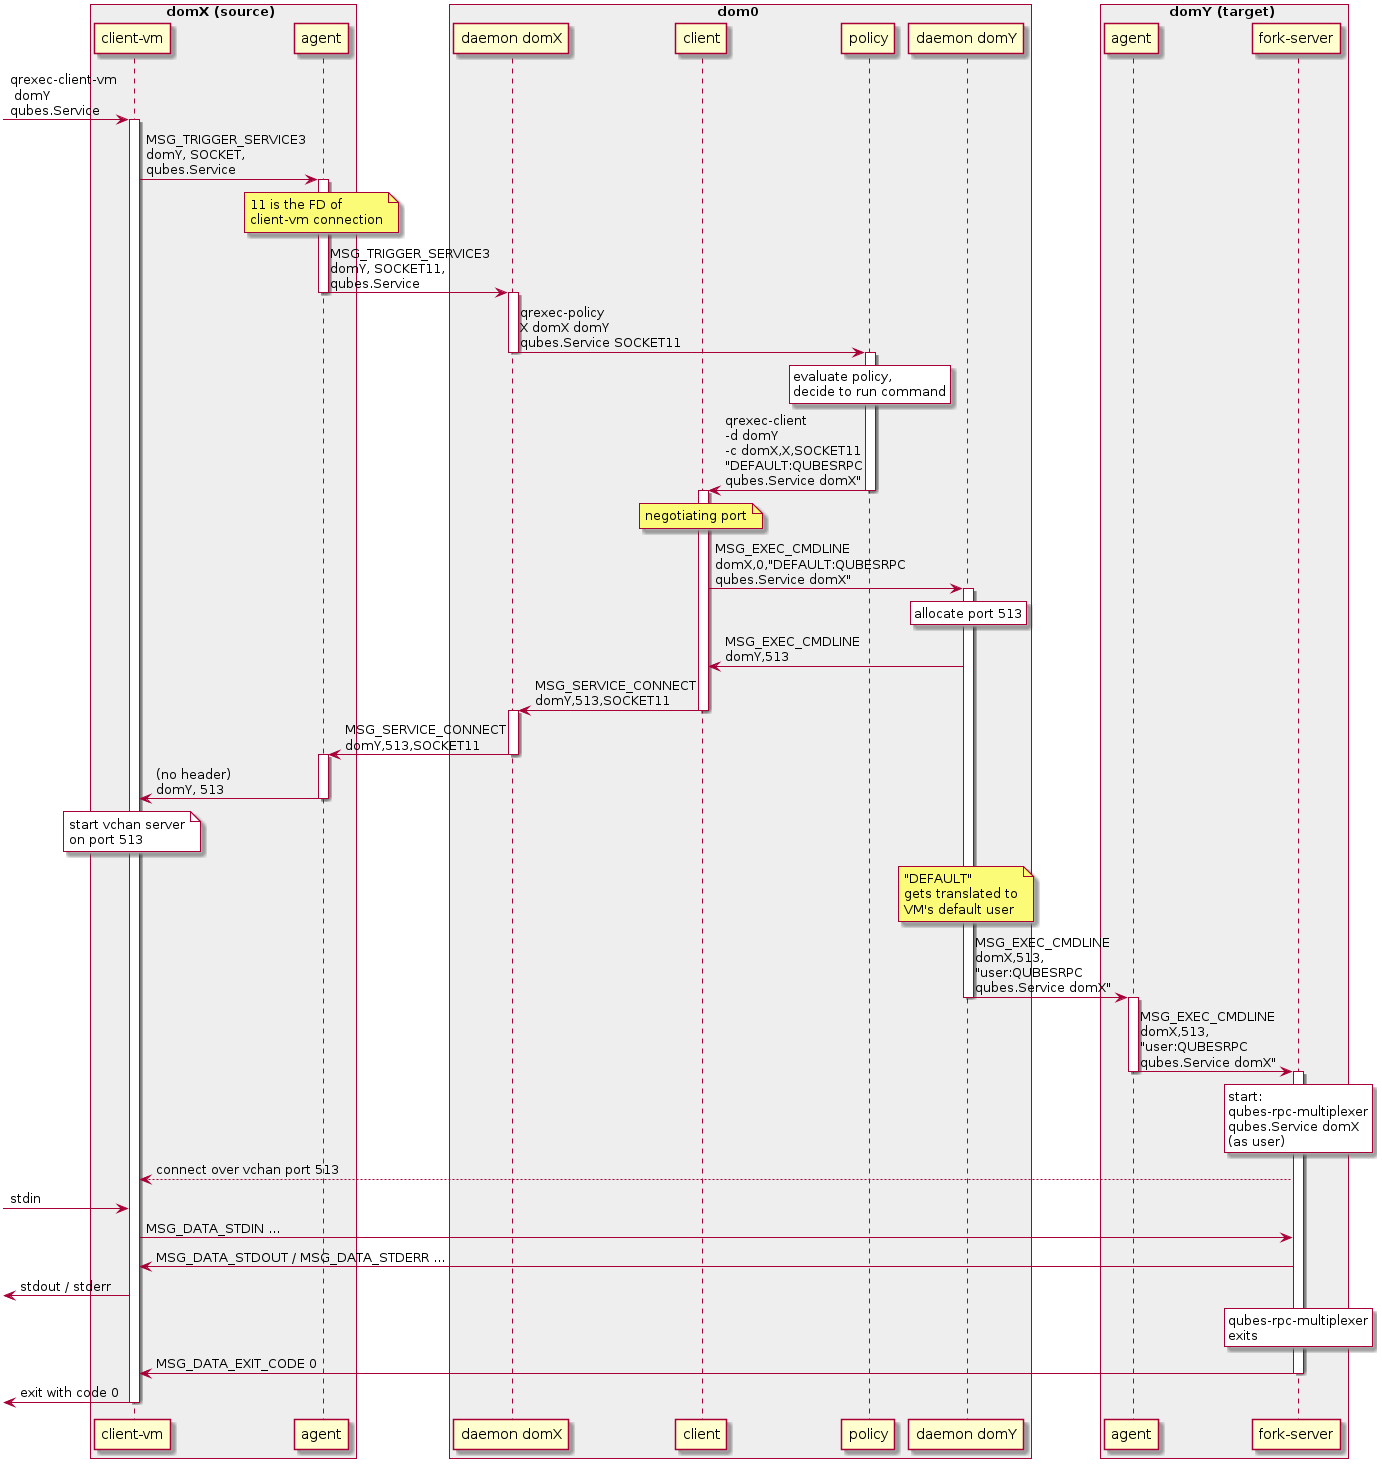 domX (source)
dom0
domY (target)
client-vm
agent
daemon domX
client
policy
daemon domY
agent
fork-server
qrexec-client-vm
domY
qubes.Service
MSG_TRIGGER_SERVICE3
domY, SOCKET,
qubes.Service
11 is the FD of
client-vm connection
MSG_TRIGGER_SERVICE3
domY, SOCKET11,
qubes.Service
qrexec-policy
X domX domY
qubes.Service SOCKET11
evaluate policy,
decide to run command
qrexec-client
-d domY
-c domX,X,SOCKET11
"DEFAULT:QUBESRPC
qubes.Service domX"
negotiating port
MSG_EXEC_CMDLINE
domX,0,"DEFAULT:QUBESRPC
qubes.Service domX"
allocate port 513
MSG_EXEC_CMDLINE
domY,513
MSG_SERVICE_CONNECT
domY,513,SOCKET11
MSG_SERVICE_CONNECT
domY,513,SOCKET11
(no header)
domY, 513
start vchan server
on port 513
"DEFAULT"
gets translated to
VM's default user
MSG_EXEC_CMDLINE
domX,513,
"user:QUBESRPC
qubes.Service domX"
MSG_EXEC_CMDLINE
domX,513,
"user:QUBESRPC
qubes.Service domX"
start:
qubes-rpc-multiplexer
qubes.Service domX
(as user)
connect over vchan port 513
stdin
MSG_DATA_STDIN ...
MSG_DATA_STDOUT / MSG_DATA_STDERR ...
stdout / stderr
qubes-rpc-multiplexer
exits
MSG_DATA_EXIT_CODE 0
exit with code 0
client-vm
agent
daemon domX
client
policy
daemon domY
agent
fork-server